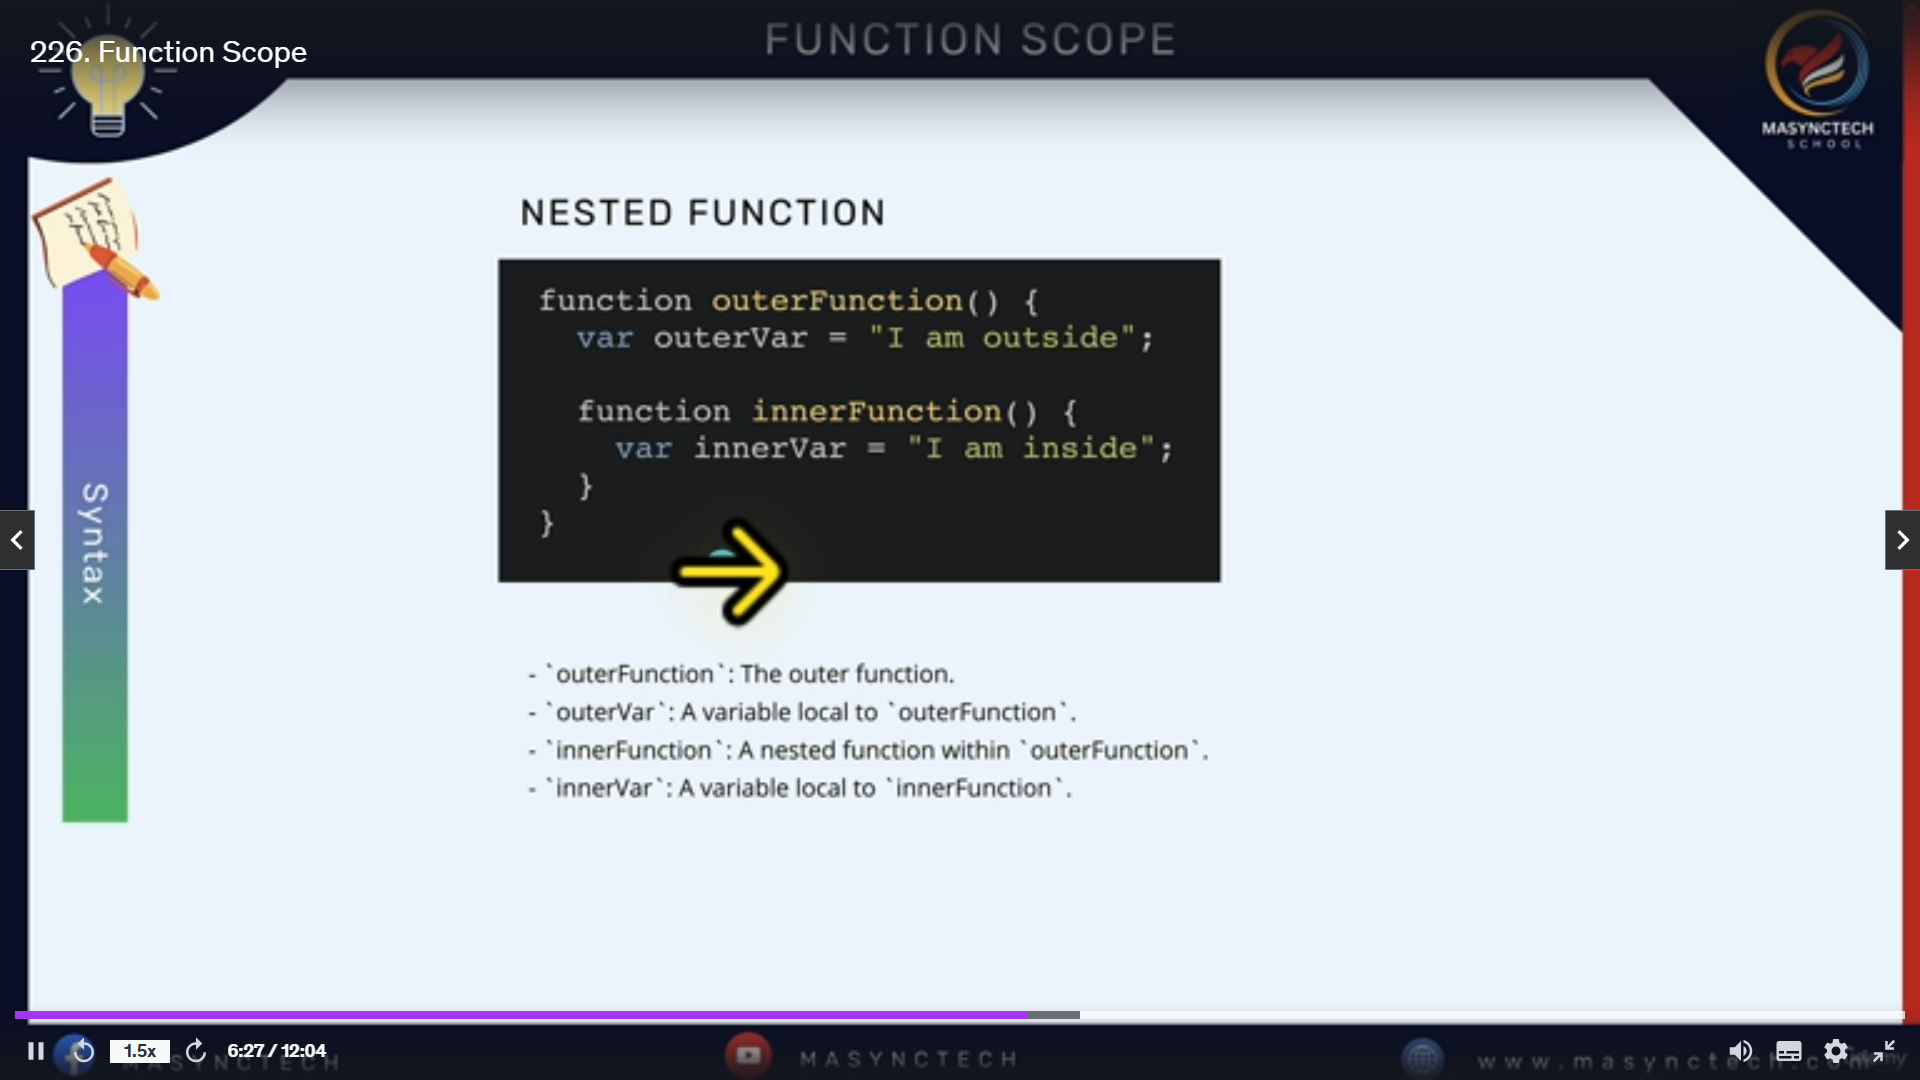 FUNCTION SCOPE
226. Function Scope
MASYNCTECH
SCHOOL
NESTED FUNCTION
function outerFunction() {
var outerVar = "I am outside";
function innerFunction() {
var innerVar = "I am inside";
}
}
Syntax
- `outerFunction`: The outer function.
- `outerVar`: A variable local to `outerFunction`.
- `innerFunction`: A nested function within `outerFunction`.
- `innerVar`: A variable local to `innerFunction`.
1.5x
6:27 / 12:04
MASYNCTECH
MASYNCTECH
www.masynctech.com